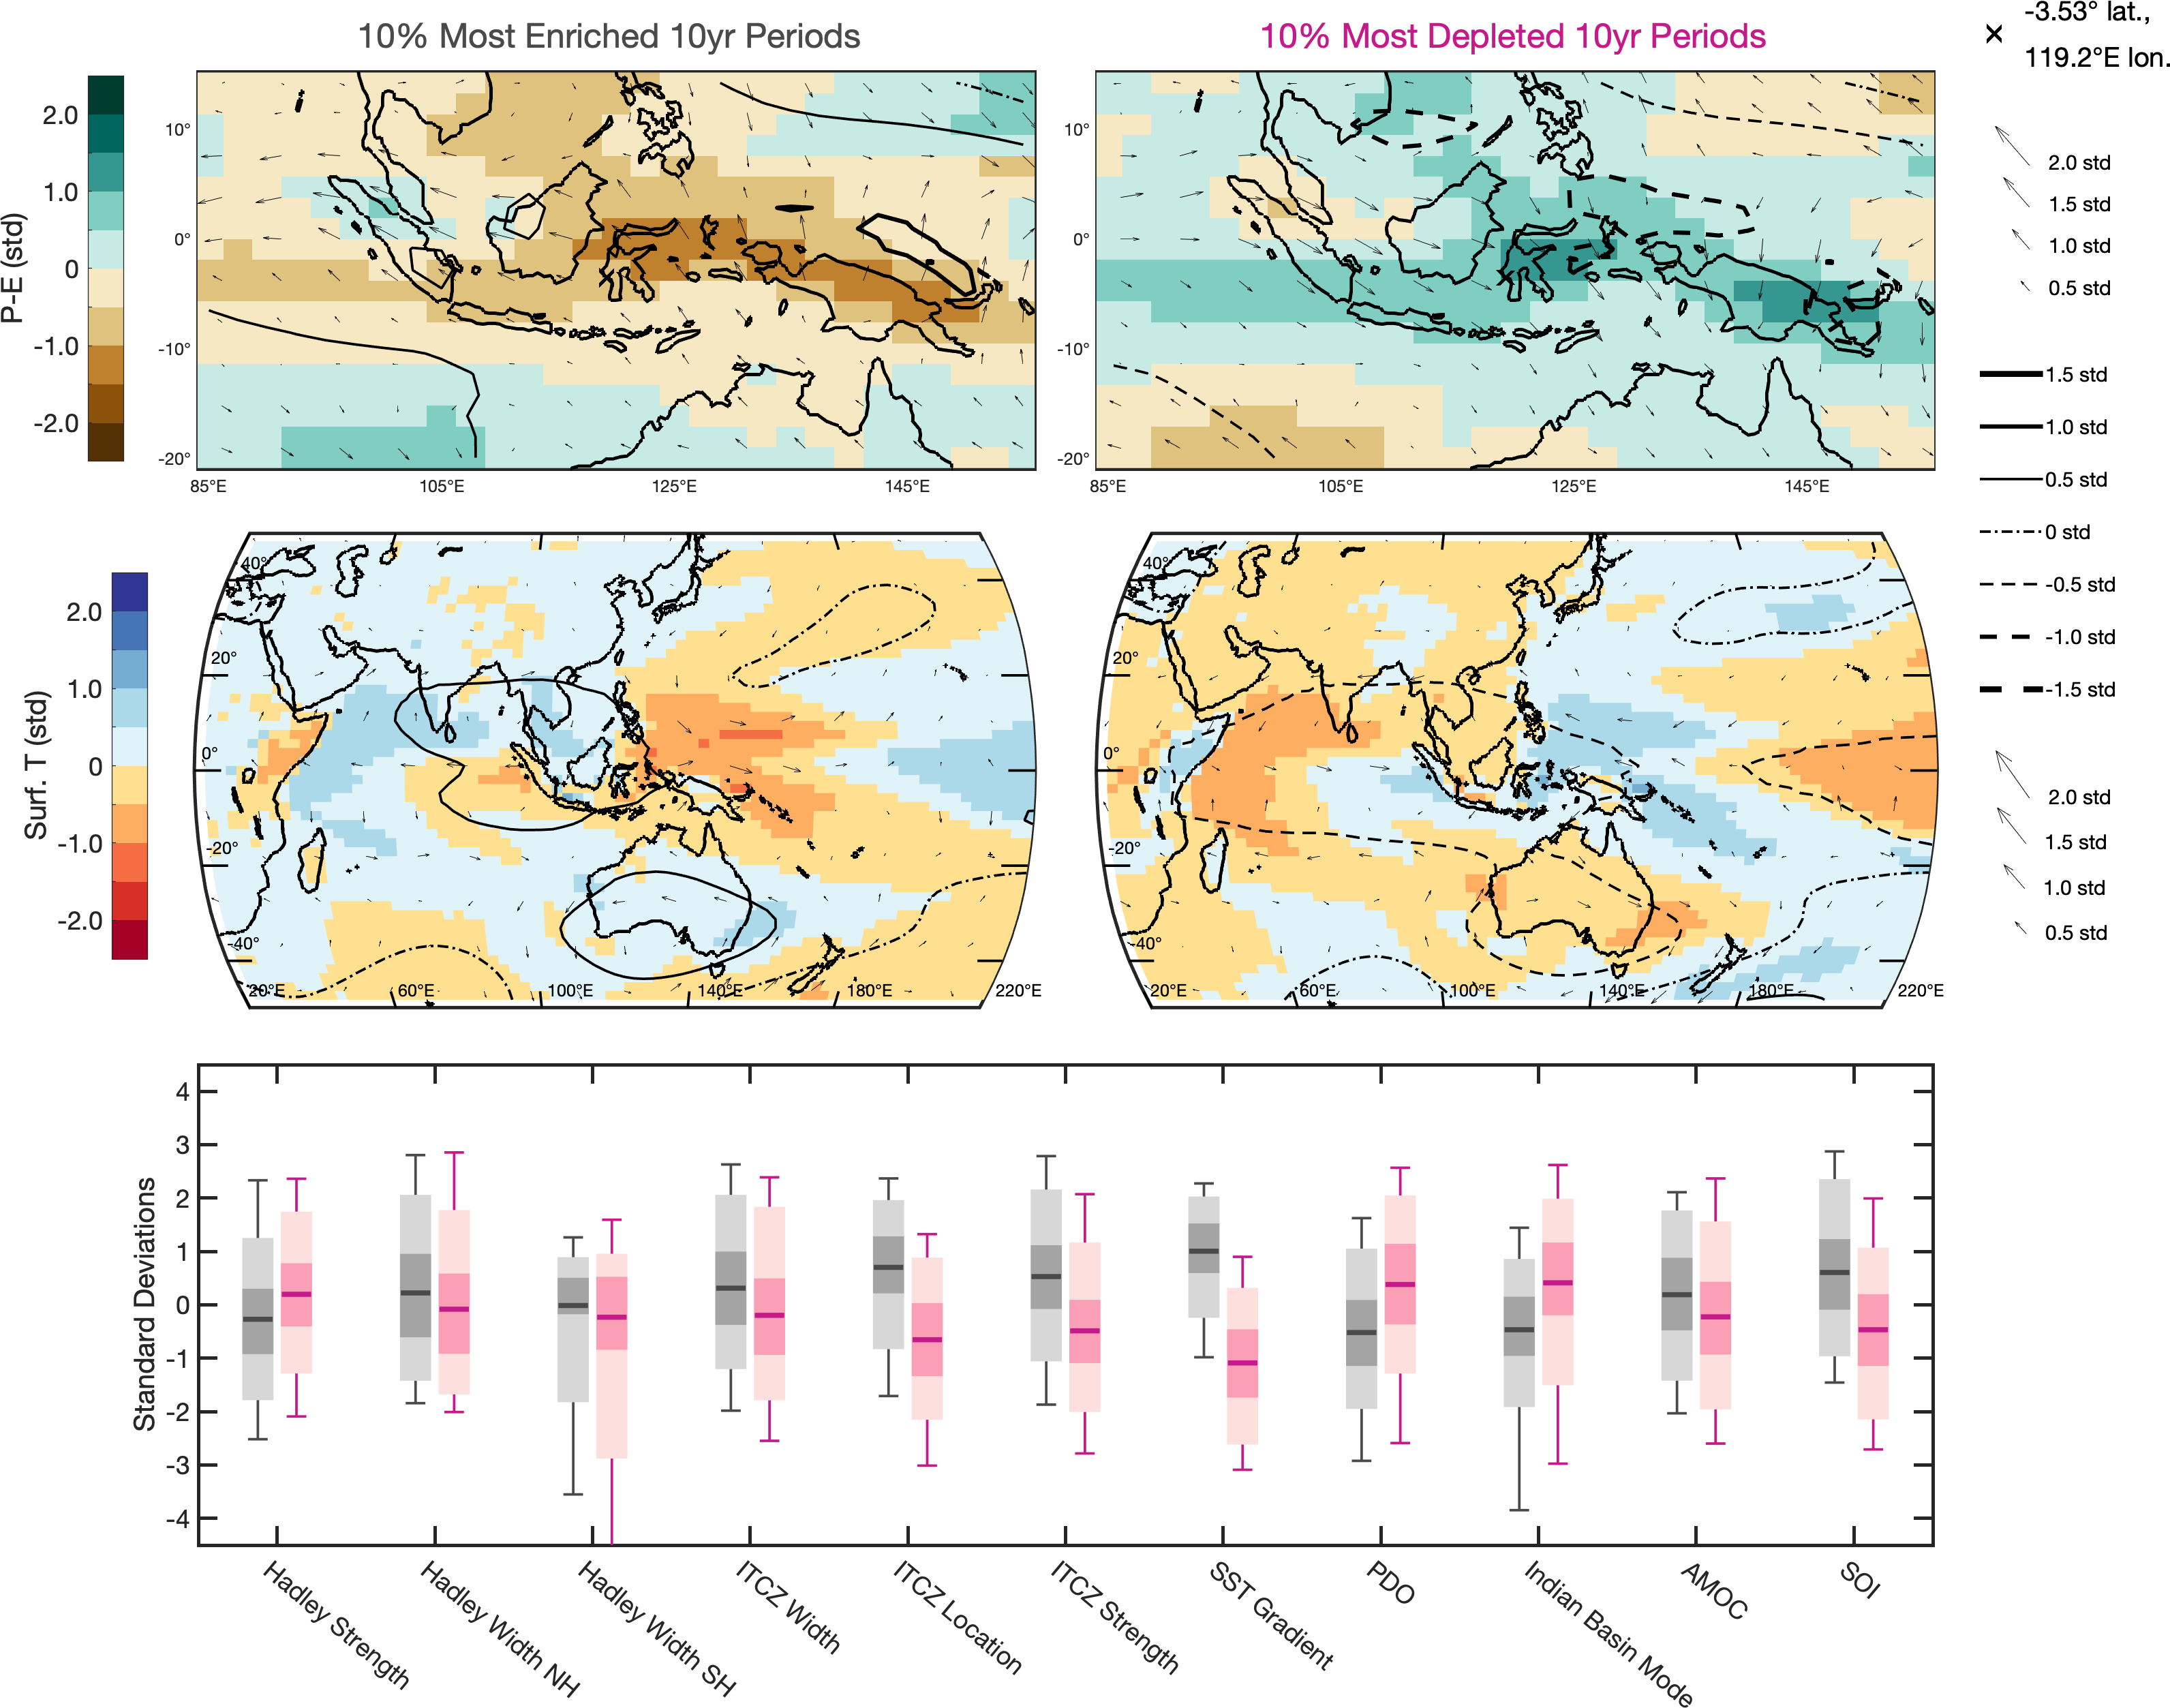 10% Most Enriched 10yr Periods
10% Most Depleted 10yr Periods
-3.53° lat.,
119.2°E lon.
P-E (std)
2.0
1.0
0
-1.0
-2.0
10°
0°
-10°
-20°
85°E
105°E
125°E
145°E
10°
0°
-10°
-20°
85°E
105°E
125°E
145°E
2.0 std
1.5 std
1.0 std
0.5 std
1.5 std
1.0 std
0.5 std
0 std
-0.5 std
-1.0 std
-1.5 std
Surf. T (std)
2.0
1.0
0
-1.0
-2.0
40°
20°
0°
-20°
-40°
20°E
60°E
100°E
140°E
180°E
220°E
40°
20°
0°
-20°
-40°
20°E
60°E
100°E
140°E
180°E
220°E
2.0 std
1.5 std
1.0 std
0.5 std
Standard Deviations
4
3
2
1
0
-1
-2
-3
-4
Hadley Strength
Hadley Width NH
Hadley Width SH
ITCZ Width
ITCZ Location
ITCZ Strength
SST Gradient
PDO
Indian Basin Mode
AMOC
SOI